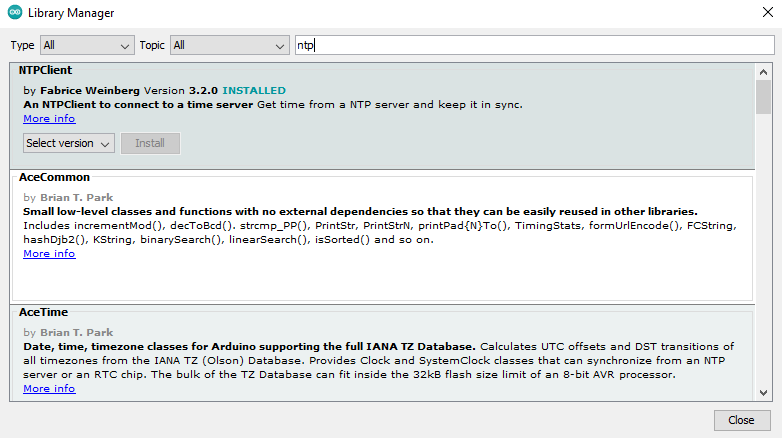 Library Manager
Type All Topic All ntp
NTPClient
by Fabrice Weinberg Version 3.2.0 INSTALLED
An NTPClient to connect to a time server Get time from a NTP server and keep it in sync.
More info
Select version Install
AceCommon
by Brian T. Park
Small low-level classes and functions with no external dependencies so that they can be easily reused in other libraries.
Includes incrementMod(), decToBcd(). strcmp_PP(), PrintStr, PrintStrN, printPad{N}To(), TimingStats, formUrlEncode(), FCString,
hashDjb2(), KString, binarySearch(), linearSearch(), isSorted() and so on.
More info
AceTime
by Brian T. Park
Date, time, timezone classes for Arduino supporting the full IANA TZ Database. Calculates UTC offsets and DST transitions
of all timezones from the IANA TZ (Olson) Database. Provides Clock and SystemClock classes that can synchronize from an NTP
server or an RTC chip. The bulk of the TZ Database can fit inside the 32kB flash size limit of an 8-bit AVR processor.
More info
Close